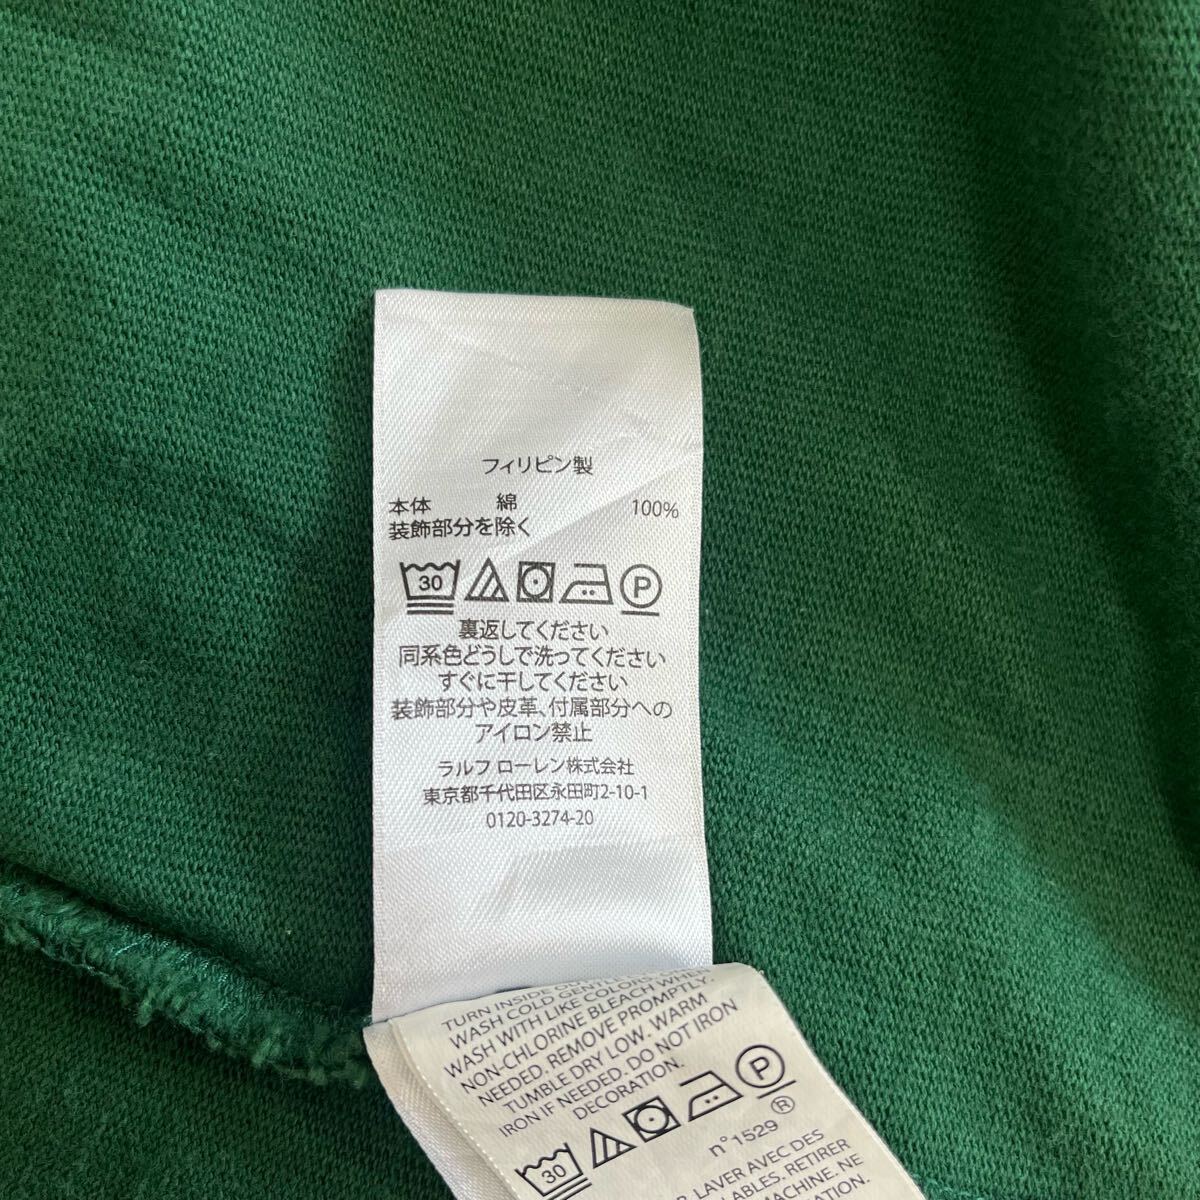 フィリピン製
本体 綿 100%
装飾部分を除く
30 P
裏返してください
同系色どうしで洗ってください
すぐに干してください
装飾部分や皮革、付属部分への
アイロン禁止
ラルフ ローレン株式会社
東京都千代田区永田町2-10-1
0120-3274-20
TURN INSIDE
WASH COLD GENTLE
WASH WITH LIKE COLORS. ONLY
NON-CHLORINE BLEACH WHEN
NEEDED. REMOVE PROMPTLY.
TUMBLE DRY LOW. WARM
IRON IF NEEDED. DO NOT IRON
DECORATION.
30 P
n°1529 ®
LAVER AVEC DES
RETIRER
MACHINE. NE